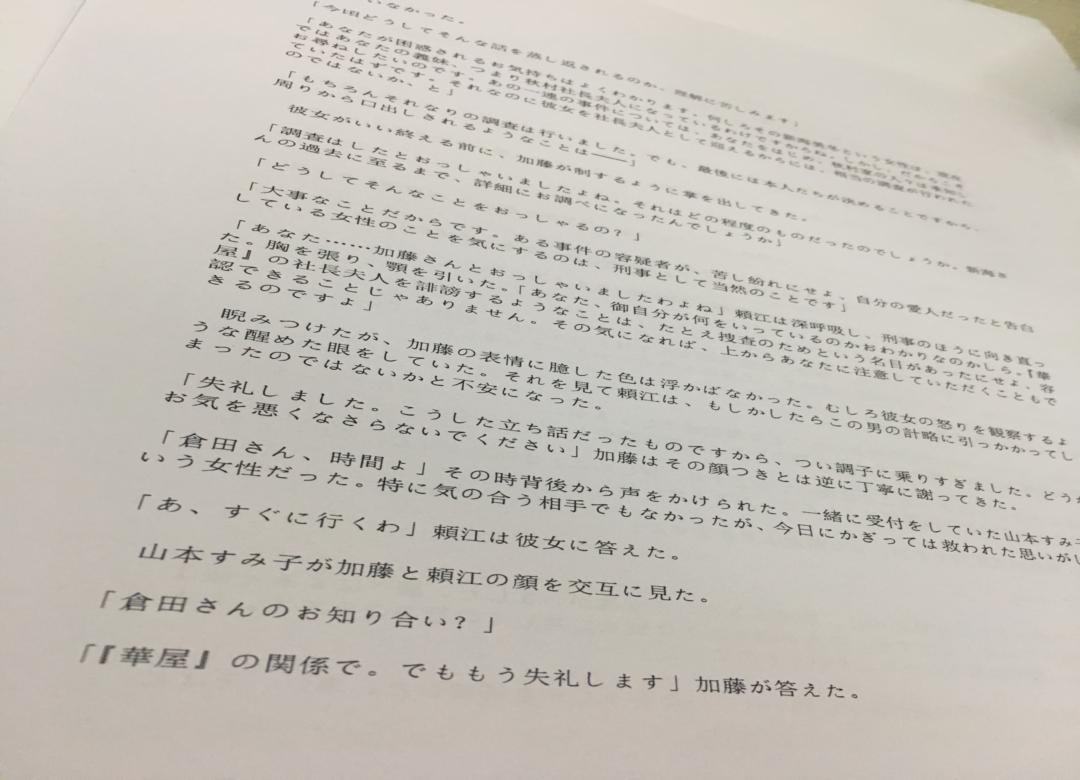 いなかった。
「今頃どうしてそんな話を蒸し返されるのか、理解に苦しみます」
「あなたが困惑されるお気持ちはよくわかります。何しろその新海美冬という女性は、現在
ではあなたの義妹、つまり秋村社長夫人になっているわけですからね。しかし、だからこそ
お尋ねしたいのです。あの一連の事件については、あなたをはじめ、秋村家の人々は承知し
ていたはずです。それなのに彼女を社長夫人として迎えるからには、相当の調査が行われた
のではないか、と」
「もちろんそれなりの調査は行いました。でも、最後には本人たちが決めることですから、
周りから口出しされるようなことは――」
彼女がいい終える前に、加藤が制するように掌を出してきた。
「調査はしたとおっしゃいましたよね。それはどの程度のものだったのでしょうか。新海さ
んの過去に至るまで、詳細にお調べになったんでしょうか」
「どうしてそんなことをおっしゃるの？」
「大事なことだからです。ある事件の容疑者が、苦し紛れにせよ、自分の愛人だったと告白
している女性のことを気にするのは、刑事として当然のことです」
「あなた……加藤さんとおっしゃいましたわよね」頼江は深呼吸し、刑事のほうに向き直っ
た。胸を張り、顎を引いた。「あなた、御自分が何をいっているのかおわかりなのかしら。『華
屋』の社長夫人を誹謗するようなことは、たとえ捜査のためという名目があったにせよ、容
認できることじゃありません。その気になれば、上からあなたに注意していただくこともで
きるのですよ」
睨みつけたが、加藤の表情に臆した色は浮かばなかった。むしろ彼女の怒りを観察するよ
うな醒めた眼をしていた。それを見て頼江は、もしかしたらこの男の計略に引っかかってし
まったのではないかと不安になった。
「失礼しました。こうした立ち話だったものですから、つい調子に乗りすぎました。どうか
お気を悪くなさらないでください」加藤はその顔つきとは逆に丁寧に謝ってきた。
「倉田さん、時間よ」その時背後から声をかけられた。一緒に受付をしていた山本すみ子
いう女性だった。特に気の合う相手でもなかったが、今日にかぎっては救われた思いがし
「あ、すぐに行くわ」頼江は彼女に答えた。
山本すみ子が加藤と頼江の顔を交互に見た。
「倉田さんのお知り合い？」
「『華屋』の関係で。でももう失礼します」加藤が答えた。